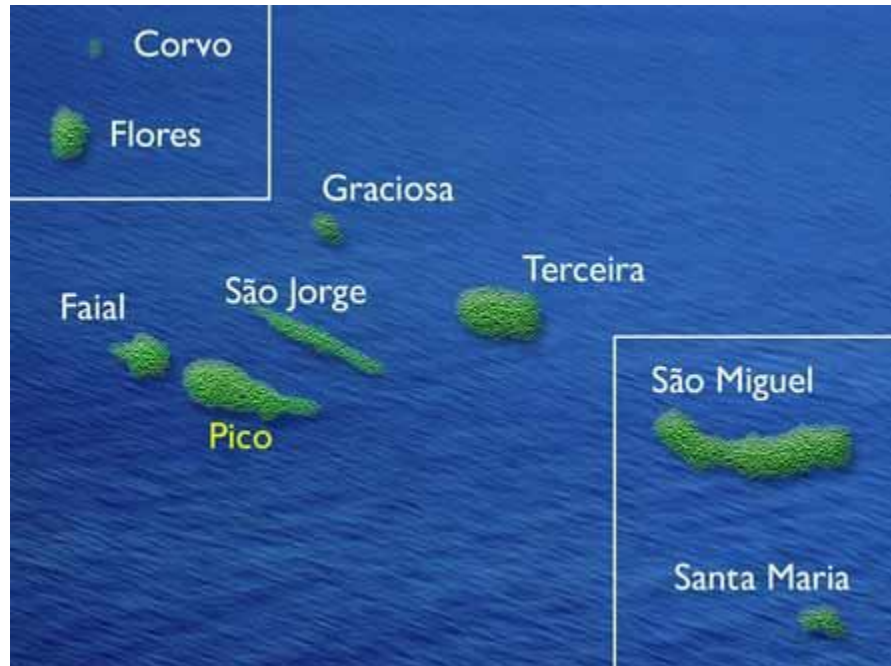 Corvo
Flores
Graciosa
Terceira
São Jorge
Faial
Pico
São Miguel
Santa Maria